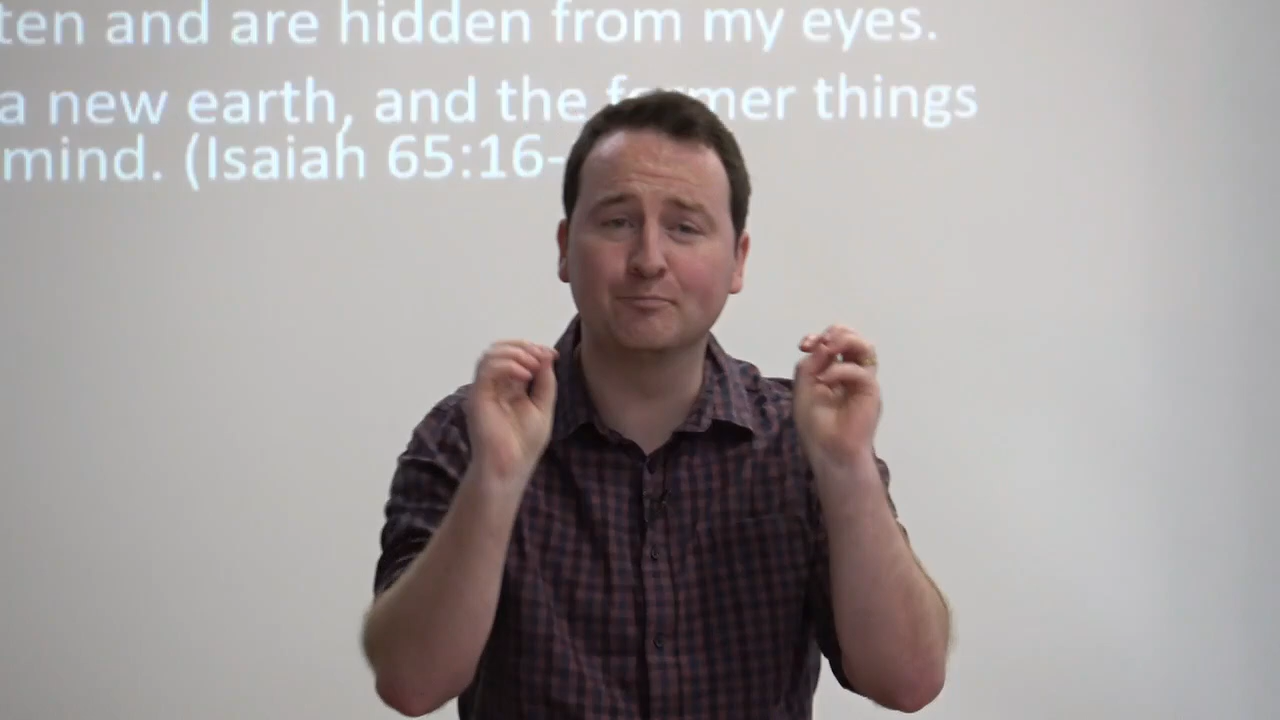 ten and are hidden from my eyes.
a new earth, and the former things
mind. (Isaiah 65:16-